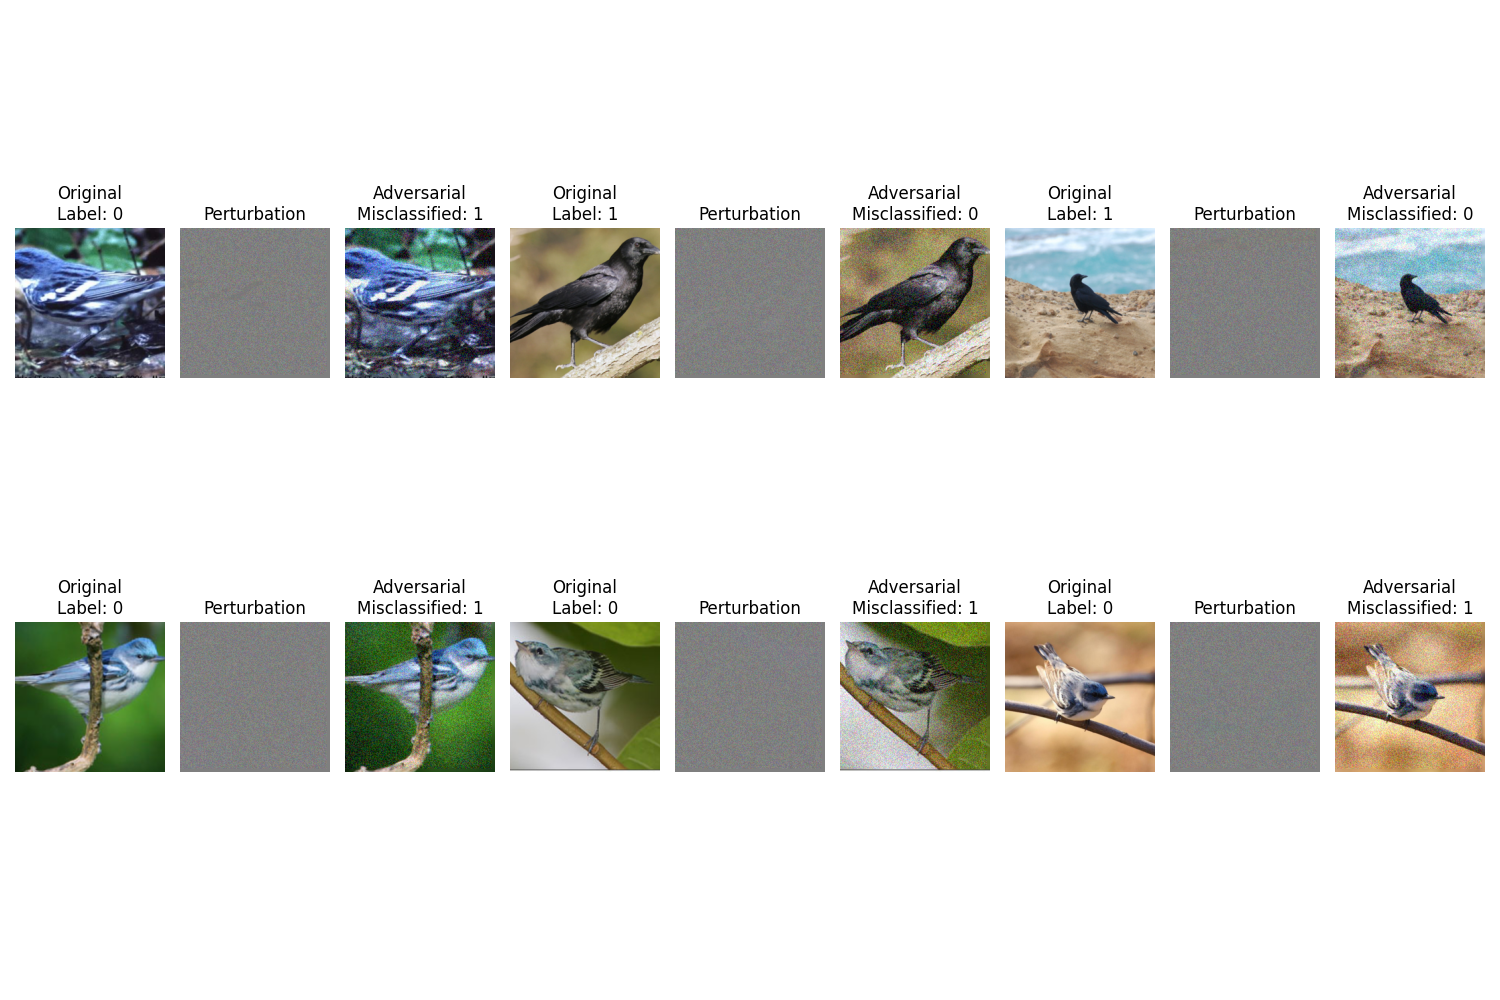 Original
Label: 0
Perturbation
Adversarial
Misclassified: 1
Original
Label: 1
Perturbation
Adversarial
Misclassified: 0
Original
Label: 1
Perturbation
Adversarial
Misclassified: 0
Original
Label: 0
Perturbation
Adversarial
Misclassified: 1
Original
Label: 0
Perturbation
Adversarial
Misclassified: 1
Original
Label: 0
Perturbation
Adversarial
Misclassified: 1